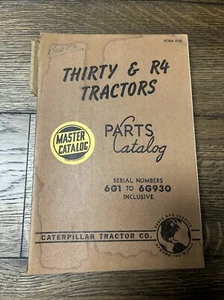 THIRTY & R4
TRACTORS
MASTER
CATALOG
PARTS
Catalog
SERIAL NUMBERS
6G1 TO 6G930
INCLUSIVE
CATERPILLAR TRACTOR CO.